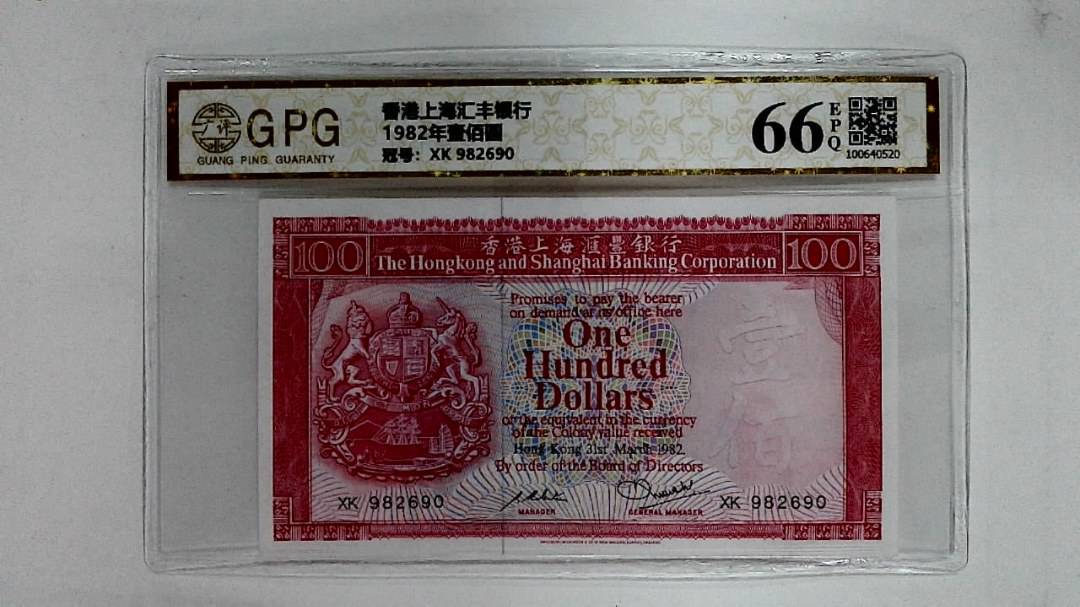 GPG
GUANG PING GUARANTY
香港上海汇丰银行
1982年壹佰圆
冠号: XK 982690
66
EPQ
100640520
100
香港上海滙豐銀行
100
The Hongkong and Shanghai Banking Corporation
Promises to pay the bearer
on demand at its office here
One
Hundred
Dollars
or the equivalent in the currency
of the Colony value received
Hong Kong 31st March 1982.
By order of the Board of Directors
壹
佰
XK 982690
XK 982690
MANAGER
GENERAL MANAGER